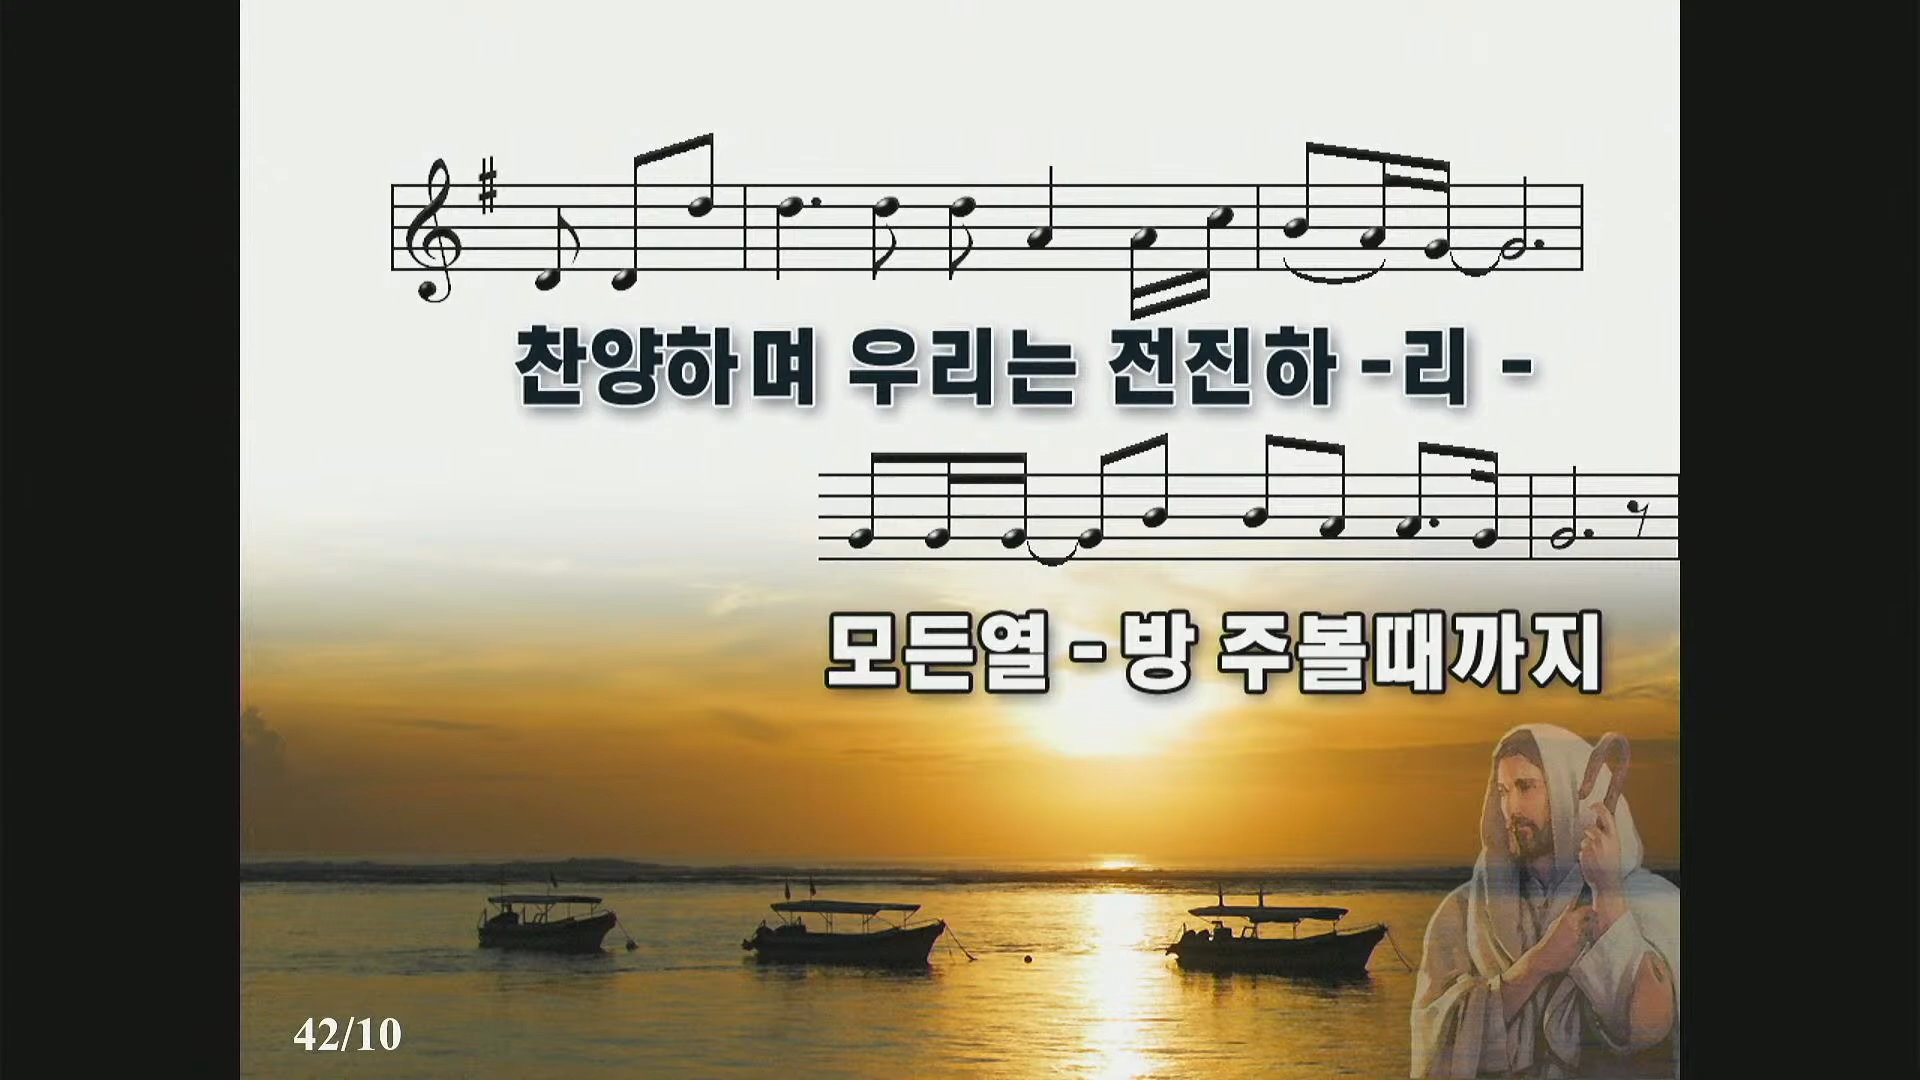 찬양하며 우리는 전진하 - 리 -
모든열 - 방 주볼때까지
42/10